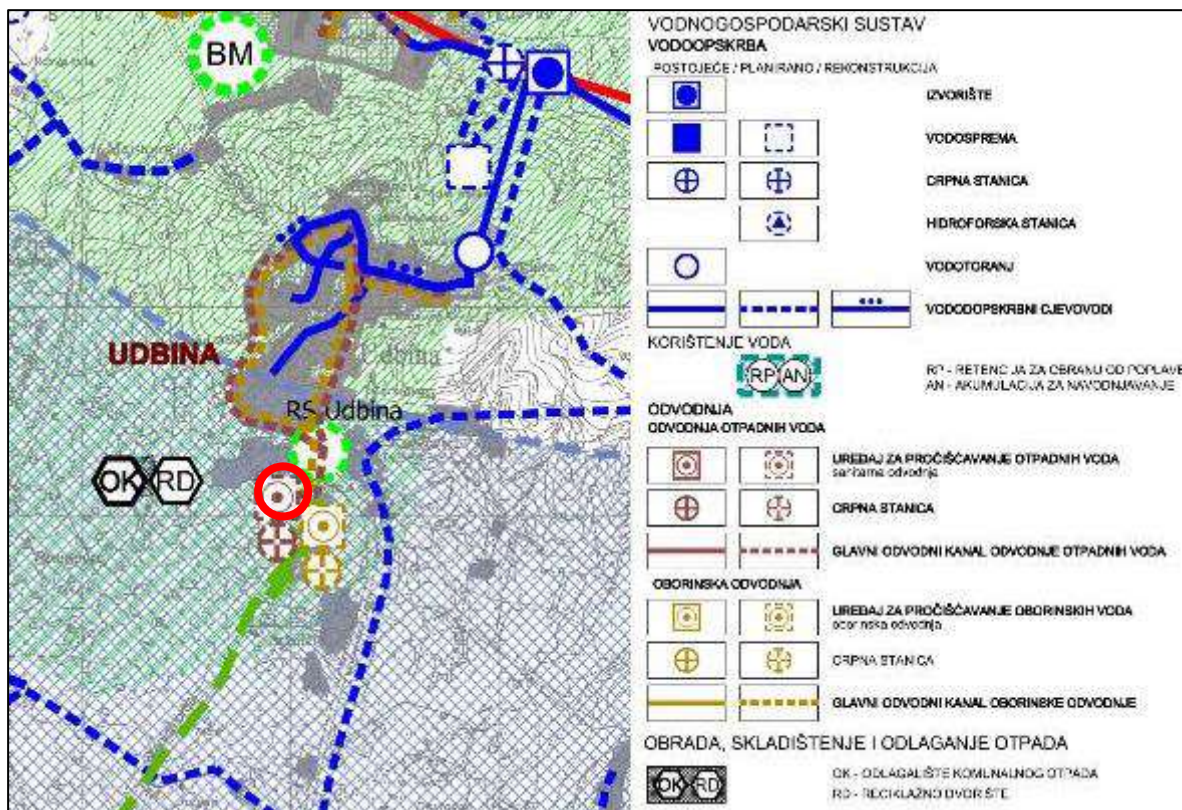 BM
UDBINA
Udbina
RS Udbina
OK RD
VODNOGOSPODARSKI SUSTAV
VODOOPSKRBA
POSTOJEĆE / PLANIRANO / REKONSTRUKCIJA
IZVORIŠTE
VODOSPREMA
CRPNA STANICA
HIDROFORSKA STANICA
VODOTORANJ
VODOOPSKRBNI CJEVOVODI
KORIŠTENJE VODA
RP AN
RP - RETENCIJA ZA OBRANU OD POPLAVE
AN - AKUMULACIJA ZA NAVODNJAVANJE
ODVODNJA
ODVODNJA OTPADNIH VODA
UREĐAJ ZA PROČIŠĆAVANJE OTPADNIH VODA
sanitarna odvodnja
CRPNA STANICA
GLAVNI ODVODNI KANAL ODVODNJE OTPADNIH VODA
OBORINSKA ODVODNJA
UREĐAJ ZA PROČIŠĆAVANJE OBORINSKIH VODA
oborinska odvodnja
CRPNA STANICA
GLAVNI ODVODNI KANAL OBORINSKE ODVODNJE
OBRADA, SKLADIŠTENJE I ODLAGANJE OTPADA
OK RD
OK - ODLAGALIŠTE KOMUNALNOG OTPADA
RD - RECIKLAŽNO DVORIŠTE